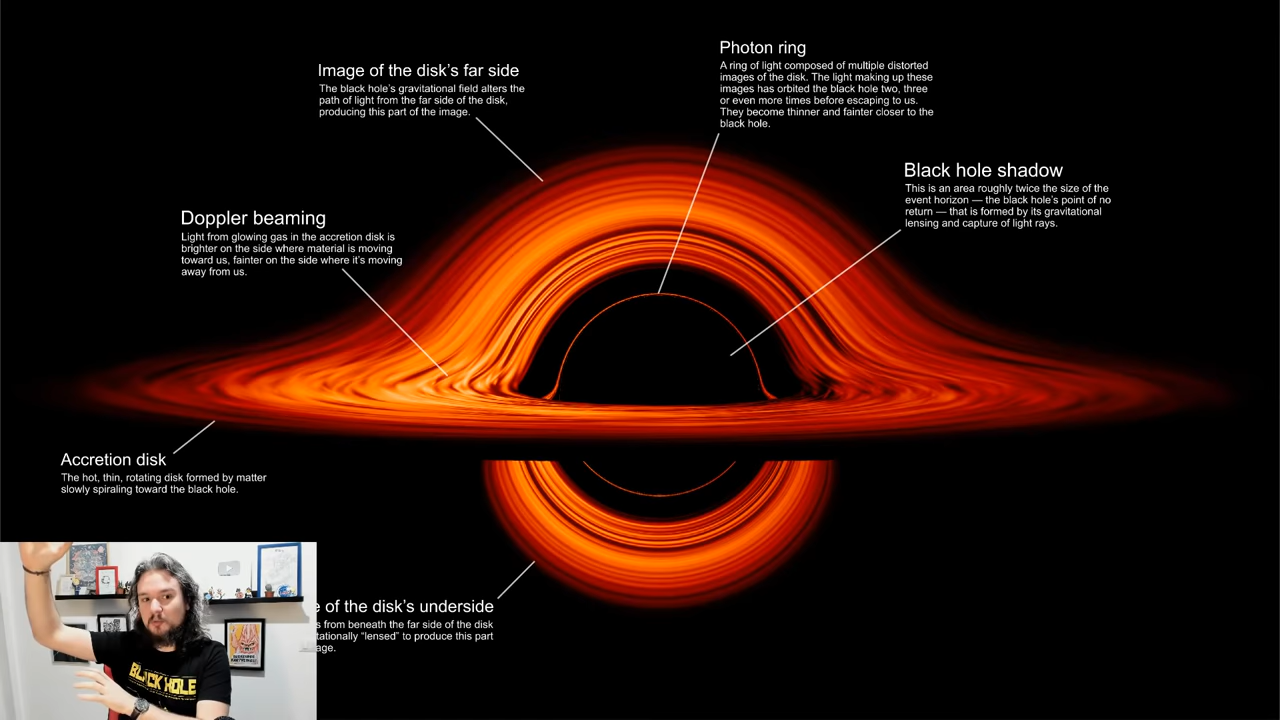 Photon ring
A ring of light composed of multiple distorted
images of the disk. The light making up these
images has orbited the black hole two, three
or even more times before escaping to us.
They become thinner and fainter closer to the
black hole.
Image of the disk's far side
The black hole's gravitational field alters the
path of light from the far side of the disk,
producing this part of the image.
Black hole shadow
This is an area roughly twice the size of the
event horizon — the black hole's point of no
return — that is formed by its gravitational
lensing and capture of light rays.
Doppler beaming
Light from glowing gas in the accretion disk is
brighter on the side where material is moving
toward us, fainter on the side where it's moving
away from us.
Accretion disk
The hot, thin, rotating disk formed by matter
slowly spiraling toward the black hole.
e of the disk's underside
s from beneath the far side of the disk
tationally "lensed" to produce this part
age.
BLACK HOLE